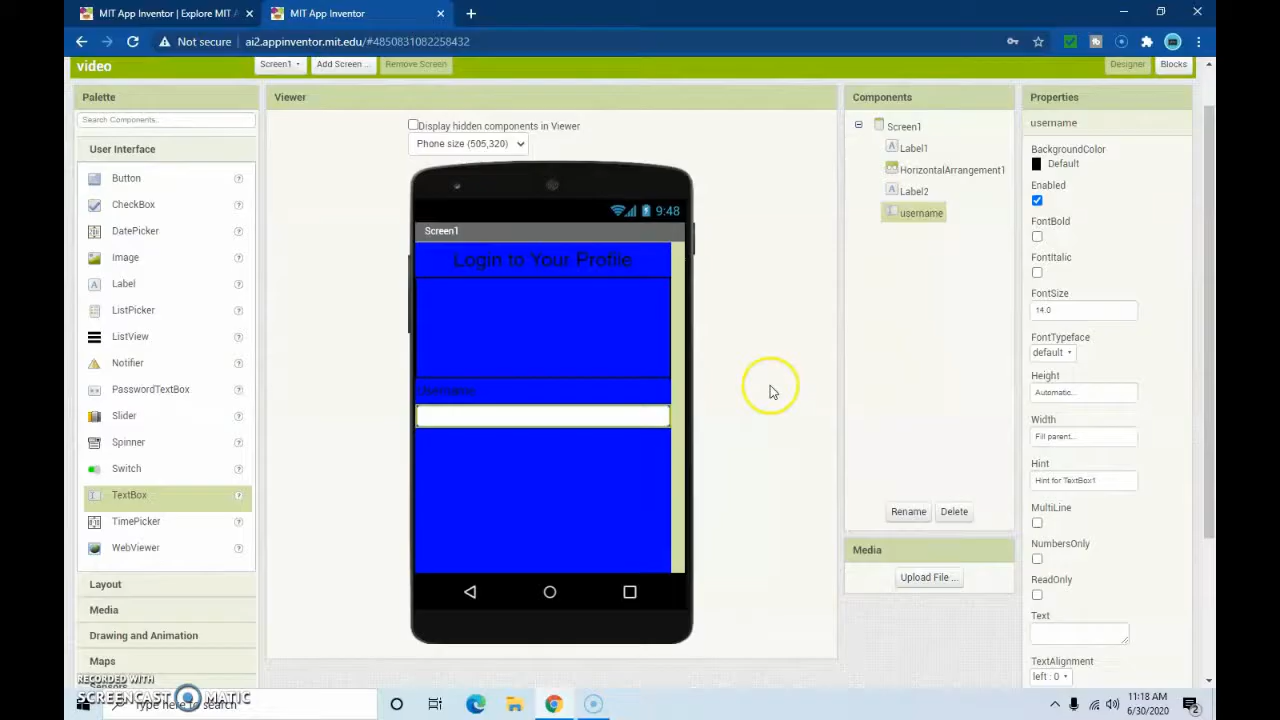 MIT App Inventor | Explore MIT A
MIT App Inventor
Not secure
ai2.appinventor.mit.edu/#4850831082258432
video
Screen1
Add Screen ...
Remove Screen
Designer
Blocks
Palette
Viewer
Components
Properties
Search Components...
User Interface
Button
CheckBox
DatePicker
Image
Label
ListPicker
ListView
Notifier
PasswordTextBox
Slider
Spinner
Switch
TextBox
TimePicker
WebViewer
Layout
Media
Drawing and Animation
Maps
Sensors
Display hidden components in Viewer
Phone size (505,320)
9:48
Screen1
Login to Your Profile
Username
Screen1
Label1
HorizontalArrangement1
Label2
username
Rename
Delete
Media
Upload File ...
username
BackgroundColor
Default
Enabled
FontBold
FontItalic
FontSize
14.0
FontTypeface
default
Height
Automatic...
Width
Fill parent...
Hint
Hint for TextBox1
MultiLine
NumbersOnly
ReadOnly
Text
TextAlignment
left : 0
RECORDED WITH
SCREENCAST MATIC
Type here to search
11:18 AM
6/30/2020
2